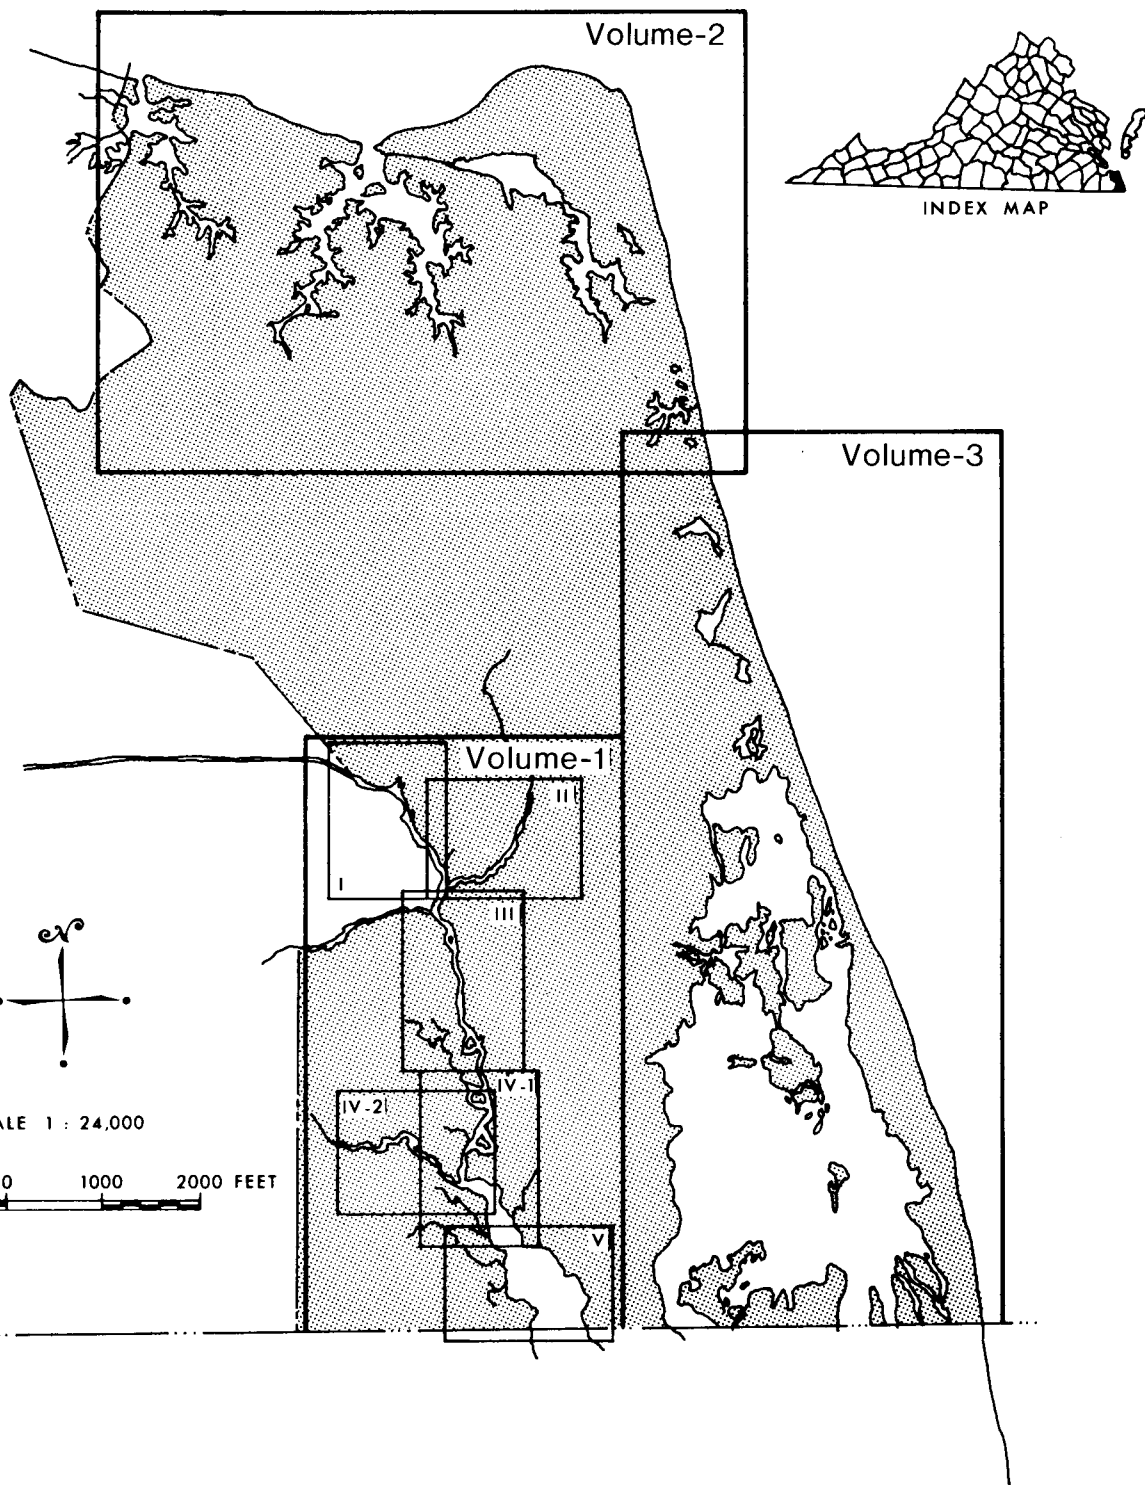 Volume-2
INDEX MAP
Volume-3
Volume-1
II
I
III
N
IV-1
IV-2
ALE 1 : 24,000
0 1000 2000 FEET
V